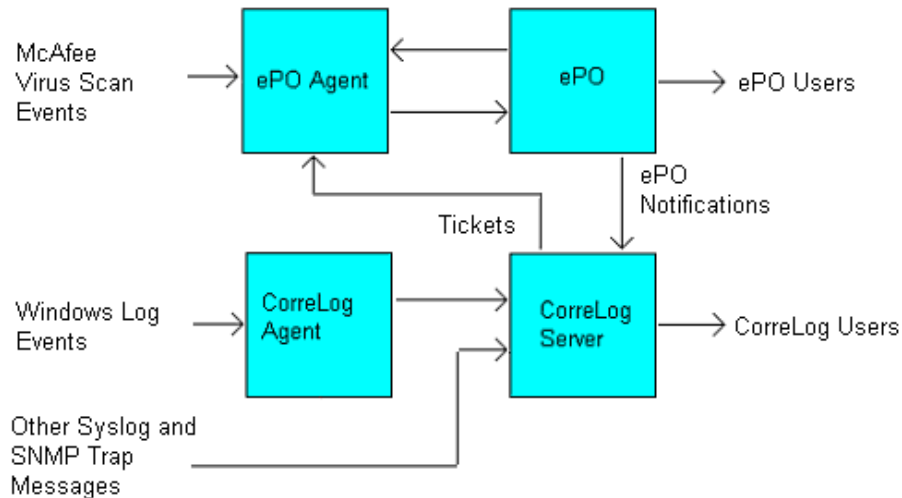 McAfee
Virus Scan
Events
ePO Agent
ePO
ePO Users
ePO
Notifications
Tickets
Windows Log
Events
CorreLog
Agent
CorreLog
Server
CorreLog Users
Other Syslog and
SNMP Trap
Messages